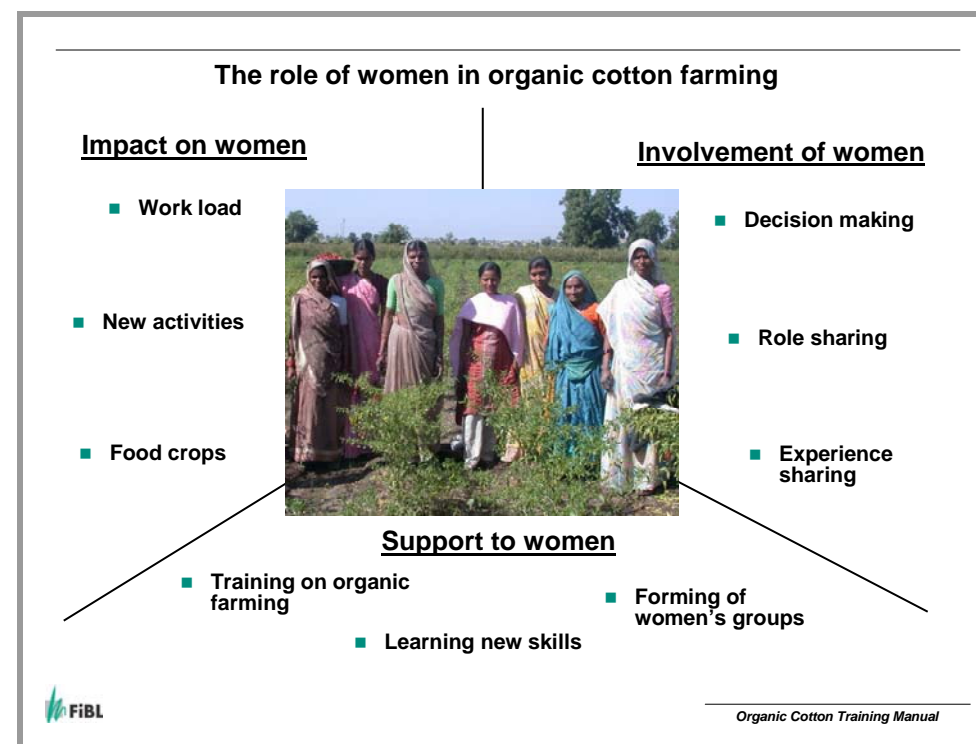 The role of women in organic cotton farming
Impact on women
Work load
New activities
Food crops
Involvement of women
Decision making
Role sharing
Experience
sharing
Support to women
Training on organic
farming
Learning new skills
Forming of
women’s groups
FiBL
Organic Cotton Training Manual